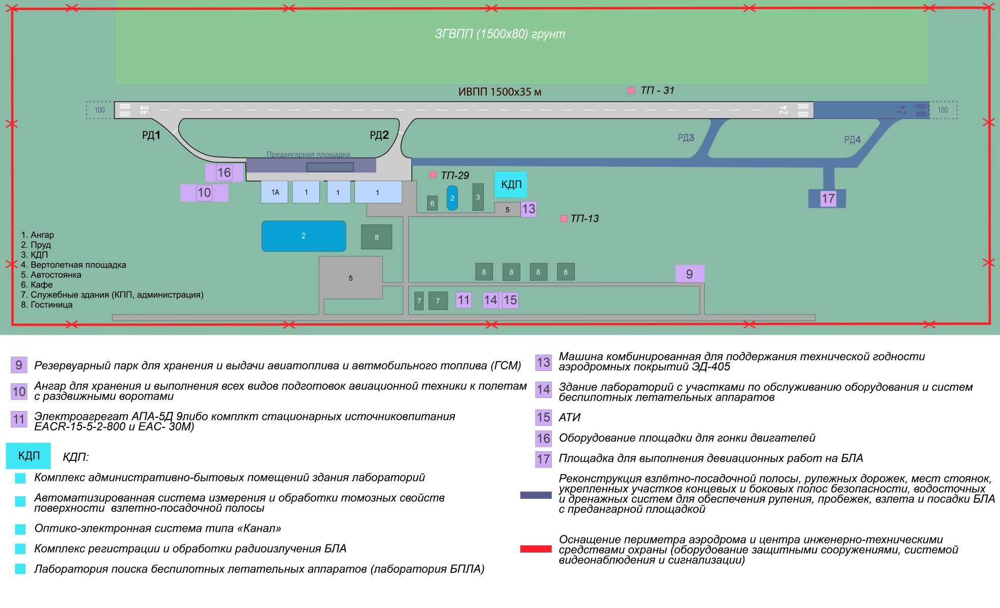 ЗГВПП (1500х80) грунт
ИВПП 1500х35 м
ТП - 31
100
06
24
24
100
РД1
РД2
РД3
РД4
Предангарная площадка
16
ТП-29
КДП
10
1А
1
1
1
6
2
3
5
13
17
ТП-13
2
8
1. Ангар
2. Пруд
3. КДП
4. Вертолетная площадка
5. Автостоянка
6. Кафе
7. Служебные здания (КПП, администрация)
8. Гостиница
5
8
8
8
8
9
7
7
11
14
15
9 Резервуарный парк для хранения и выдачи авиатоплива и автмобильного топлива (ГСМ)
10 Ангар для хранения и выполнения всех видов подготовок авиационной техники к полетам
с раздвижными воротами
11 Электроагрегат АПА-5Д 9либо комплкт стационарных источниковпитания
EACR-15-5-2-800 и ЕАС- 30М)
КДП КДП:
Комплекс административно-бытовых помещений здания лабораторий
Автоматизированная система измерения и обработки томозных свойств
поверхности взлетно-посадочной полосы
Оптико-электронная система типа «Канал»
Комплекс регистрации и обработки радиоизлучения БЛА
Лаборатория поиска беспилотных летательных аппаратов (лаборатория БПЛА)
13 Машина комбинированная для поддержания технической годности
аэродромных покрытий ЭД-405
14 Здание лабораторий с участками по обслуживанию оборудования и систем
беспилотных летательных аппаратов
15 АТИ
16 Оборудование площадки для гонки двигателей
17 Площадка для выполнения девиационных работ на БЛА
Реконструкция взлётно-посадочной полосы, рулежных дорожек, мест стоянок,
укрепленных участков концевых и боковых полос безопасности, водосточных
и дренажных систем для обеспечения руления, пробежек, взлета и посадки БЛА
с предангарной площадкой
Оснащение периметра аэродрома и центра инженерно-техническими
средствами охраны (оборудование защитными сооружениями, системой
видеонаблюдения и сигнализации)